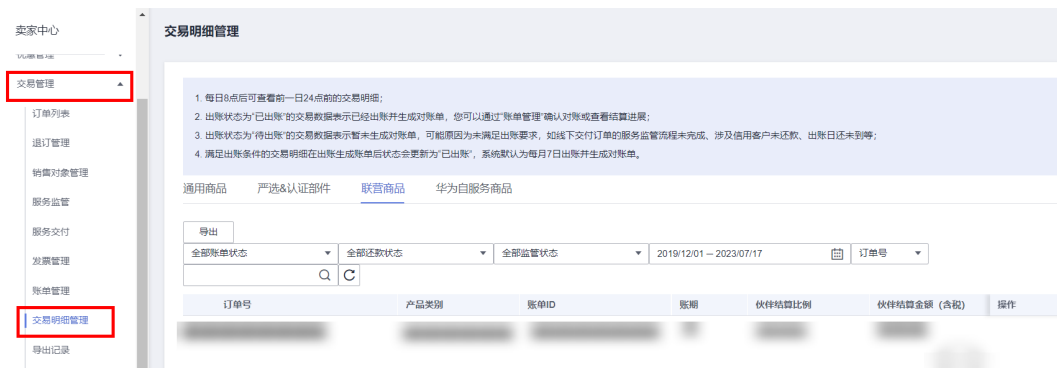 卖家中心
交易管理
订单列表
退订管理
销售对象管理
服务监管
服务交付
发票管理
账单管理
交易明细管理
导出记录
交易明细管理
1. 每日8点后可查看前一日24点前的交易明细;
2. 出账状态为“已出账”的交易数据表示已经出账并生成对账单，您可以通过“账单管理”确认对账或查看结算进展;
3. 出账状态为“待出账”的交易数据表示暂未生成对账单，可能原因为未满足出账要求，如线下交付订单的服务监管流程未完成、涉及信用客户未还款、出账日还未到等;
4. 满足出账条件的交易明细在出账生成账单后状态会更新为“已出账”，系统默认为每月7日出账并生成对账单。
通用商品 严选&认证部件 联营商品 华为自服务商品
导出
全部账单状态 全部还款状态 全部监管状态 2019/12/01 – 2023/07/17 订单号
订单号 产品类别 账单ID 账期 伙伴结算比例 伙伴结算金额（含税） 操作